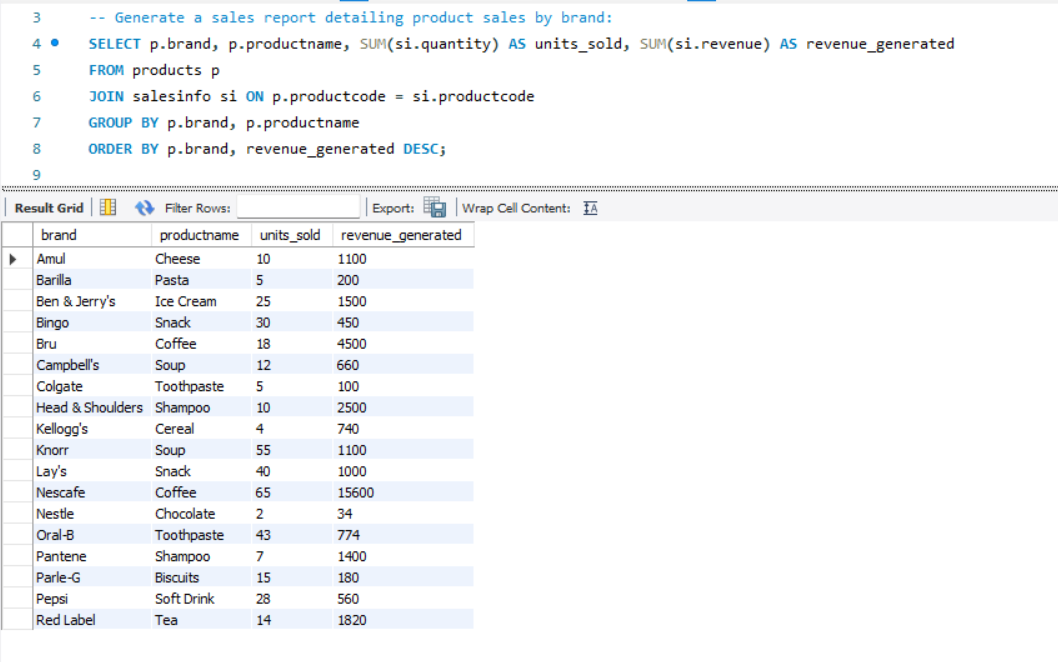 3 -- Generate a sales report detailing product sales by brand:
4 SELECT p.brand, p.productname, SUM(si.quantity) AS units_sold, SUM(si.revenue) AS revenue_generated
5 FROM products p
6 JOIN salesinfo si ON p.productcode = si.productcode
7 GROUP BY p.brand, p.productname
8 ORDER BY p.brand, revenue_generated DESC;
9
Result Grid Filter Rows: Export: Wrap Cell Content: IA
brand productname units_sold revenue_generated
Amul Cheese 10 1100
Barilla Pasta 5 200
Ben & Jerry's Ice Cream 25 1500
Bingo Snack 30 450
Bru Coffee 18 4500
Campbell's Soup 12 660
Colgate Toothpaste 5 100
Head & Shoulders Shampoo 10 2500
Kellogg's Cereal 4 740
Knorr Soup 55 1100
Lay's Snack 40 1000
Nescafe Coffee 65 15600
Nestle Chocolate 2 34
Oral-B Toothpaste 43 774
Pantene Shampoo 7 1400
Parle-G Biscuits 15 180
Pepsi Soft Drink 28 560
Red Label Tea 14 1820